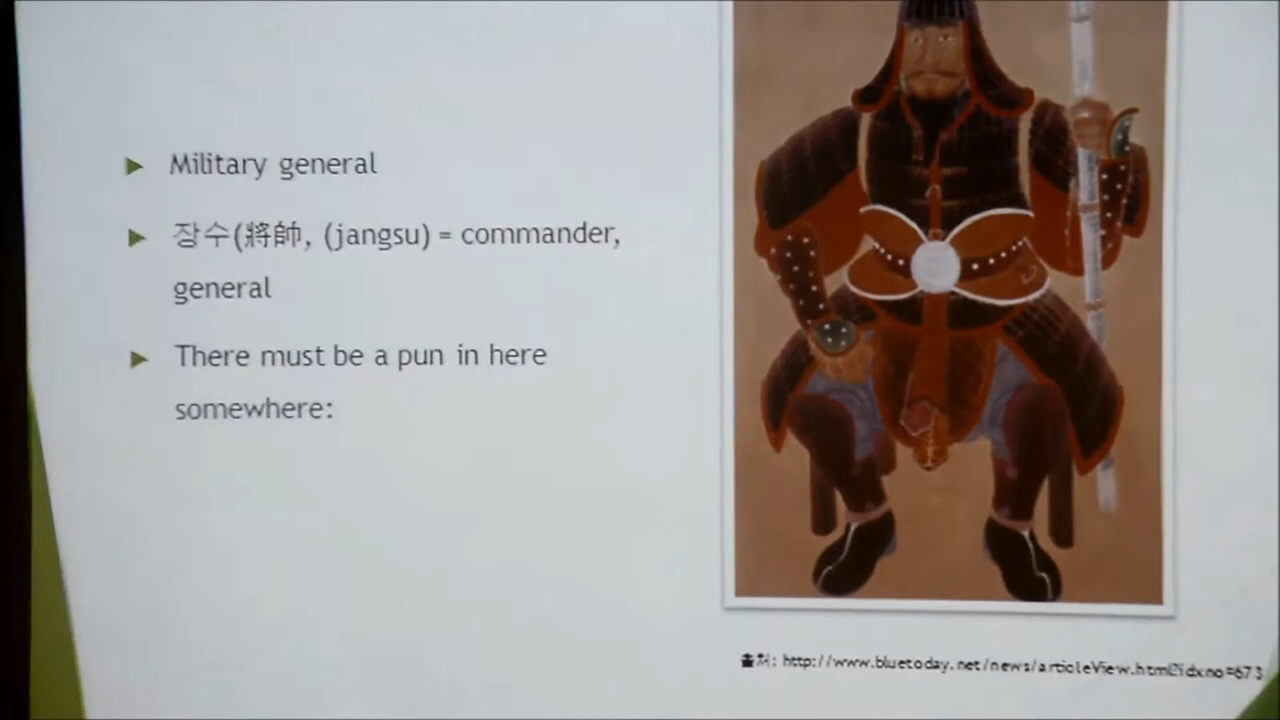 Military general
장수(將帥, (jangsu) = commander,
general
There must be a pun in here
somewhere:
출처: http://www.bluetoday.net/news/articleView.html?idxno=673